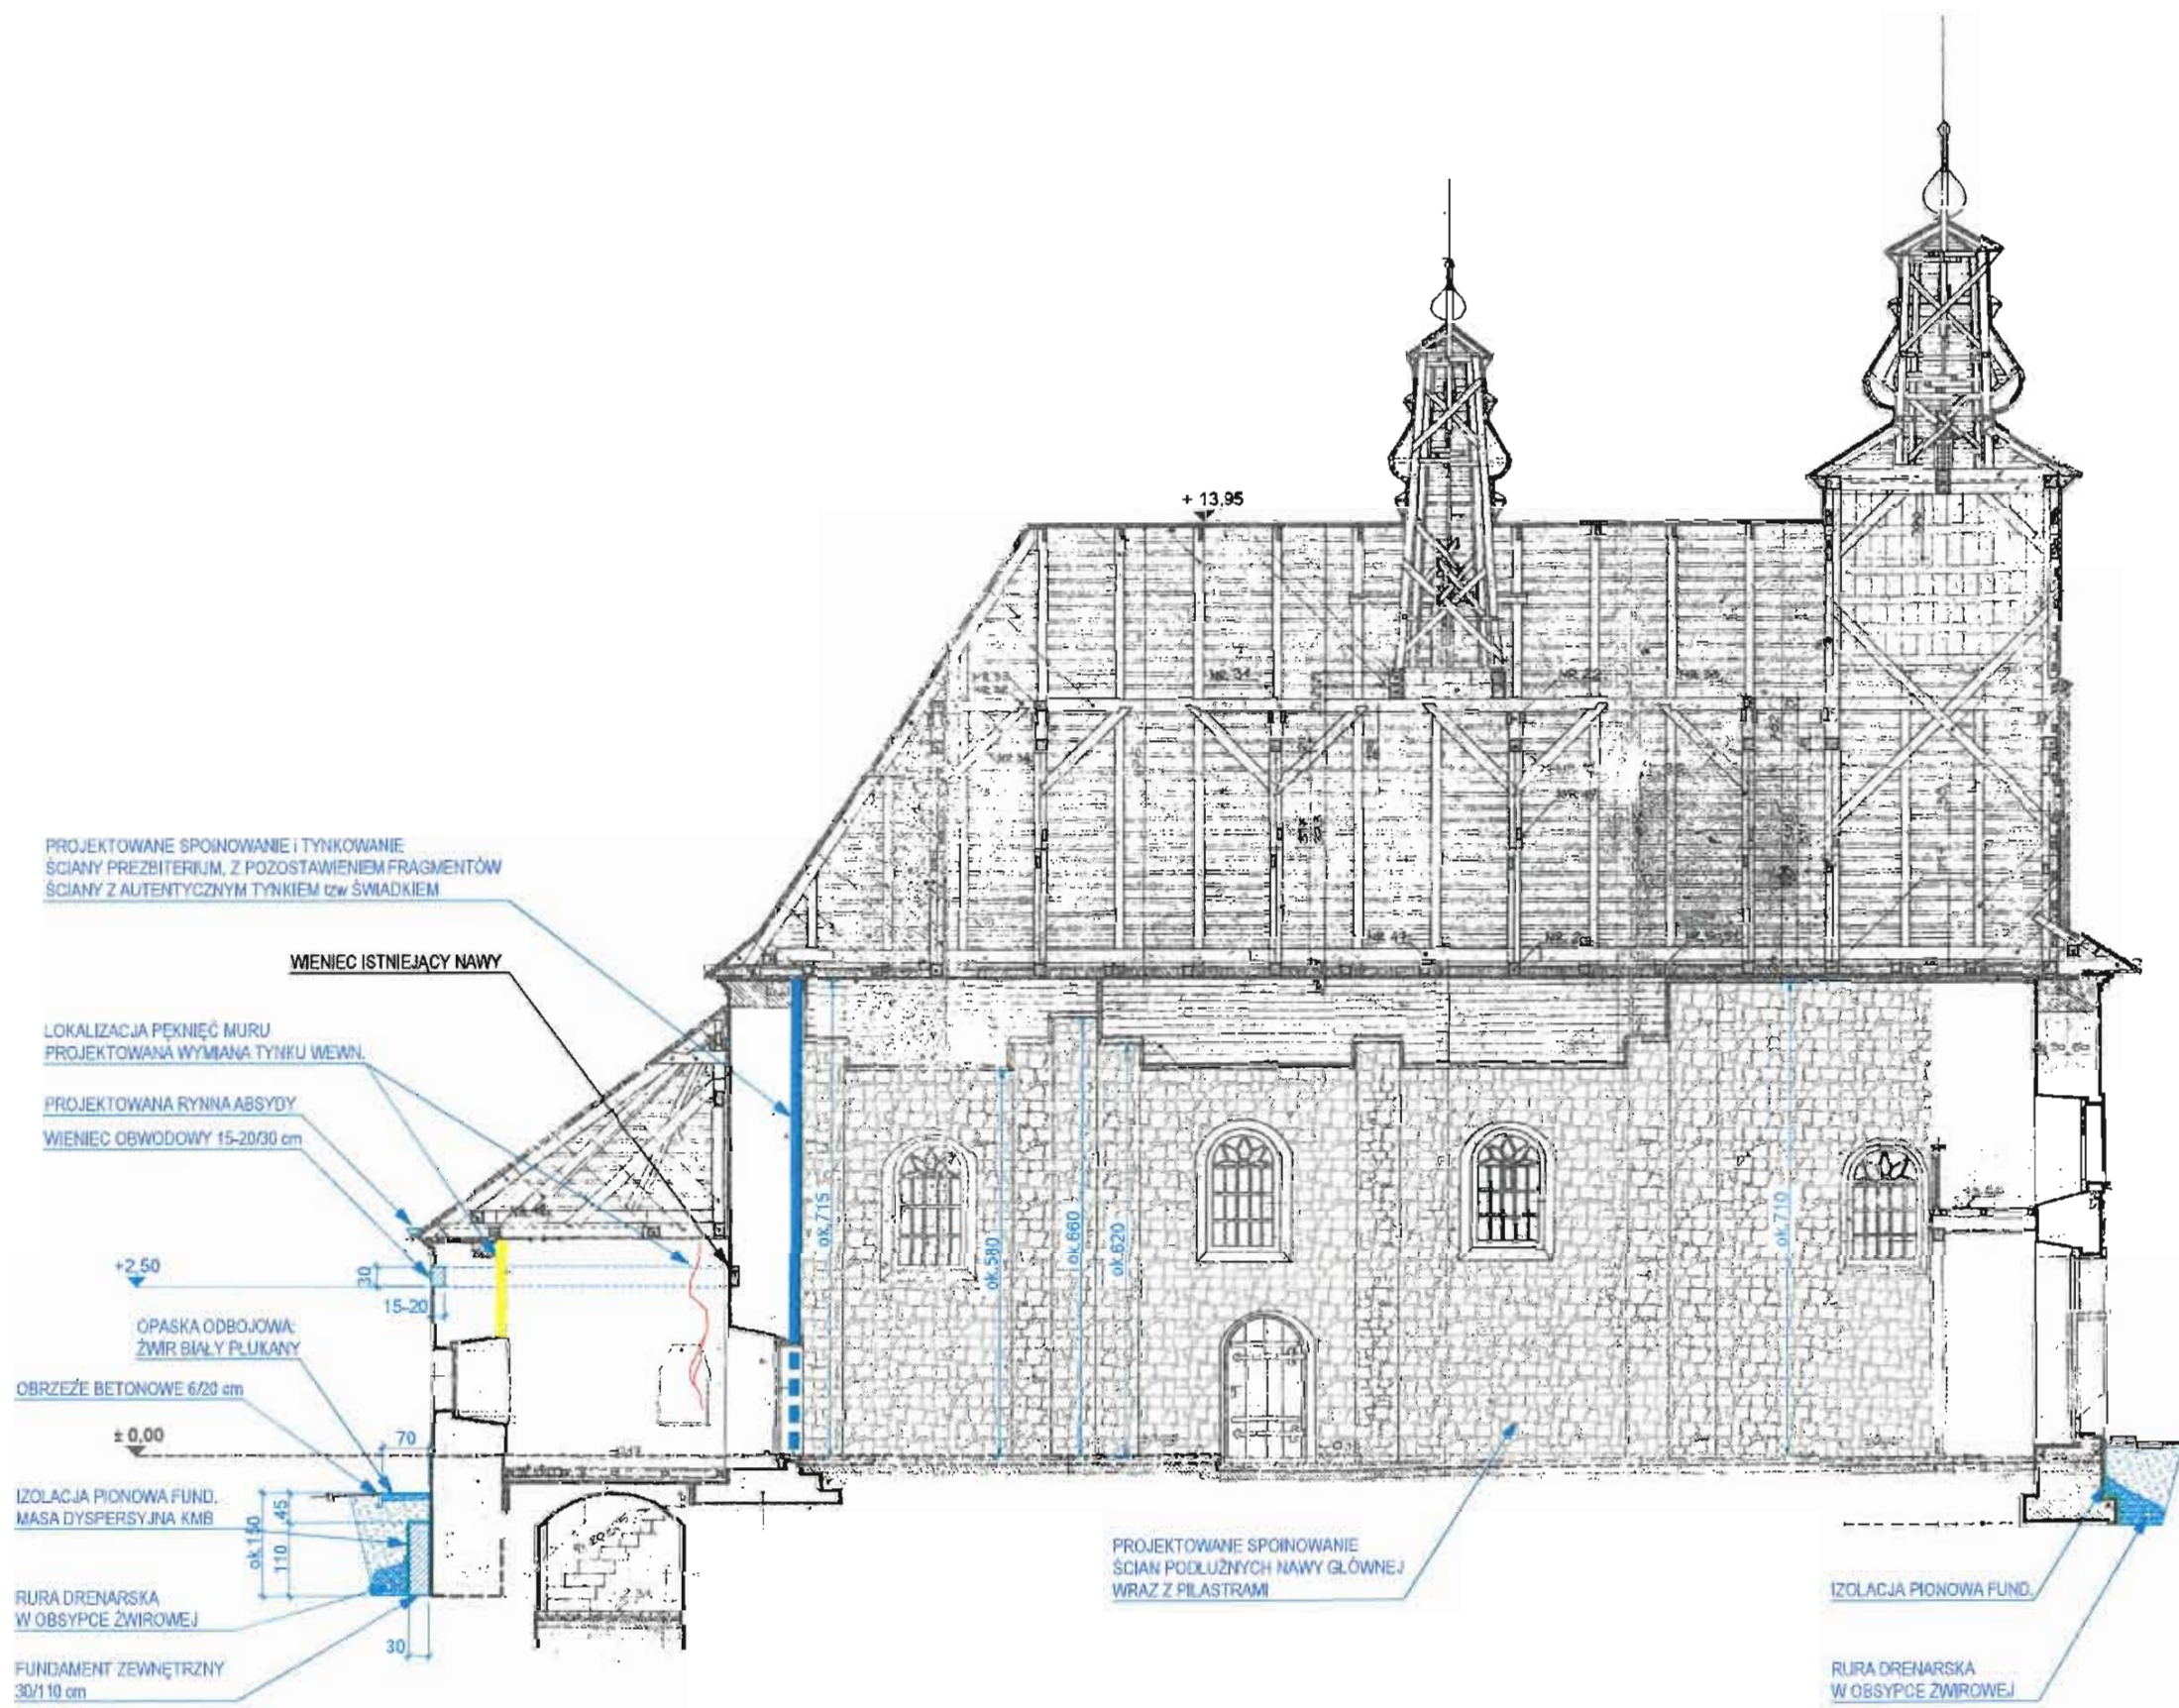 + 13,95
PROJEKTOWANE SPOINOWANIE i TYNKOWANIE
ŚCIANY PREZBITERIUM, Z POZOSTAWIENIEM FRAGMENTÓW
ŚCIANY Z AUTENTYCZNYM TYNKIEM tzw ŚWIADKIEM
WIENIEC ISTNIEJĄCY NAWY
LOKALIZACJA PĘKNIĘĆ MURU
PROJEKTOWANA WYMIANA TYNKU WEWN.
PROJEKTOWANA RYNNA ABSYDY
WIENIEC OBWODOWY 15-20/30 cm
+2,50
30
15-20
OPASKA ODBOJOWA:
ŻWIR BIAŁY PŁUKANY
OBRZEŻE BETONOWE 6/20 cm
± 0,00
70
IZOLACJA PIONOWA FUND.
MASA DYSPERSYJNA KMB
ok.150
45
110
RURA DRENARSKA
W OBSYPCE ŻWIROWEJ
30
FUNDAMENT ZEWNĘTRZNY
30/110 cm
ok.715
ok.580
ok.660
ok.620
ok.710
NR 34
NR 22
PROJEKTOWANE SPOINOWANIE
ŚCIAN PODŁUŻNYCH NAWY GŁÓWNEJ
WRAZ Z PILASTRAMI
IZOLACJA PIONOWA FUND.
RURA DRENARSKA
W OBSYPCE ŻWIROWEJ